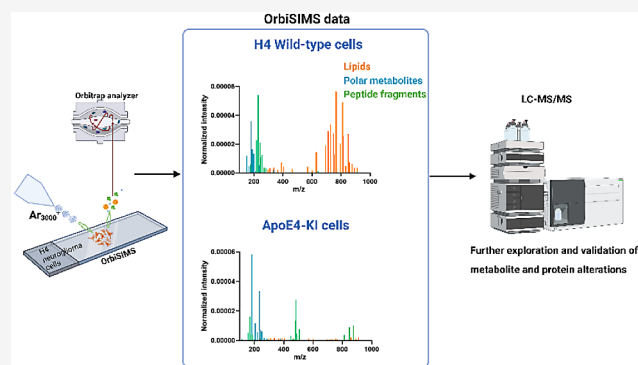 OrbiSIMS data
H4 Wild-type cells
Lipids
Polar metabolites
Peptide fragments
Normalized intensity
0.00006
0.00004
0.00002
0.00000
200 400 600 800 1000
m/z
ApoE4-KI cells
Normalized intensity
0.00006
0.00004
0.00002
0.00000
200 400 600 800 1000
m/z
Orbitrap analyzer
Ar3000
H4
neuroglioma
cells
OrbiSIMS
LC-MS/MS
Further exploration and validation of
metabolite and protein alterations